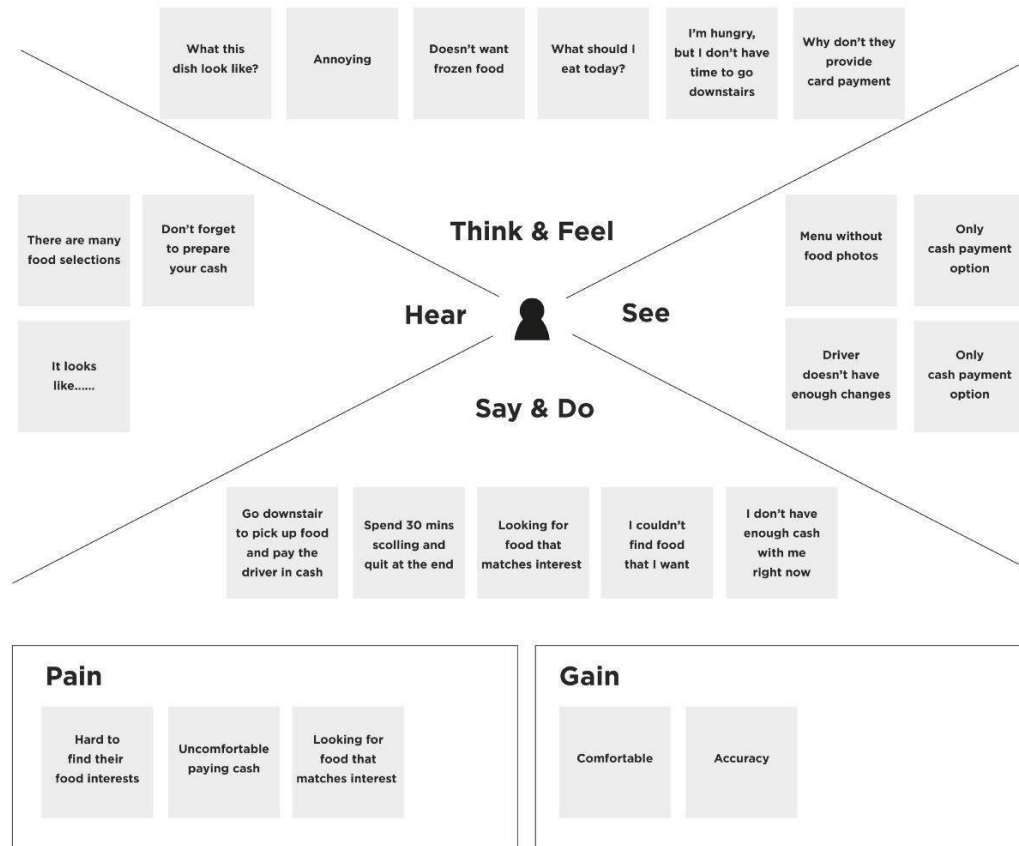 What this
dish look like?
Annoying
Doesn't want
frozen food
What should I
eat today?
I'm hungry,
but I don't have
time to go
downstairs
Why don't they
provide
card payment
Think & Feel
There are many
food selections
Don't forget
to prepare
your cash
It looks
like......
Hear
See
Menu without
food photos
Only
cash payment
option
Driver
doesn't have
enough changes
Only
cash payment
option
Say & Do
Go downstair
to pick up food
and pay the
driver in cash
Spend 30 mins
scolling and
quit at the end
Looking for
food that
matches interest
I couldn't
find food
that I want
I don't have
enough cash
with me
right now
Pain
Hard to
find their
food interests
Uncomfortable
paying cash
Looking for
food that
matches interest
Gain
Comfortable
Accuracy